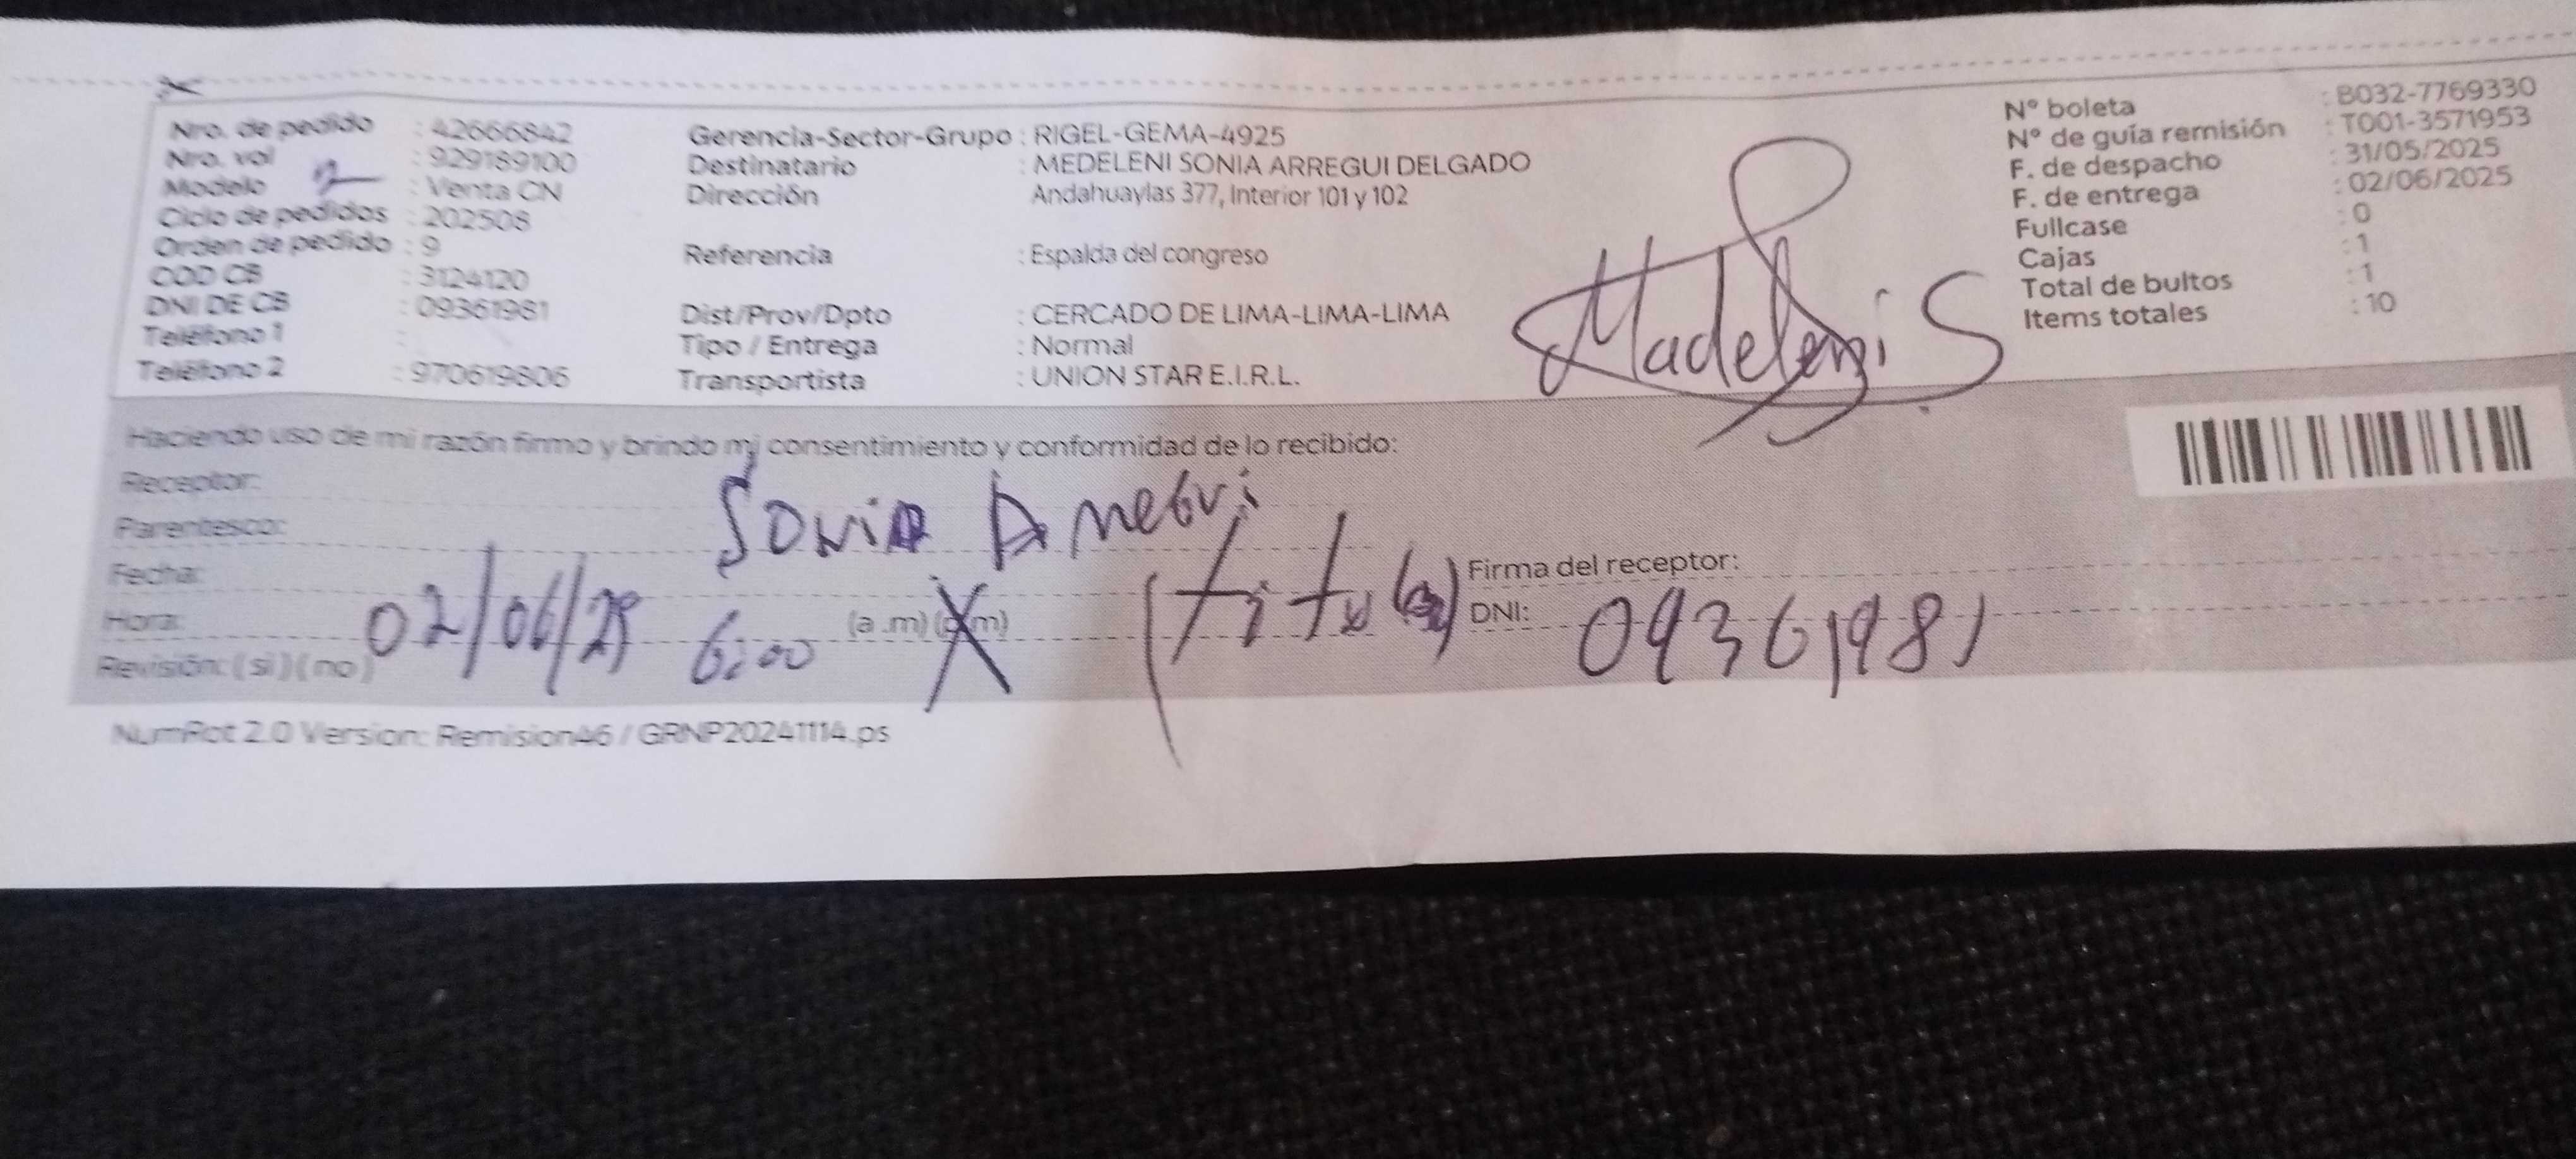 Nro. de pedido : 42666842
Nro. vol : 929189100
Modelo : Venta CN
Ciclo de pedidos : 202508
Orden de pedido : 9
COD CB : 3124120
DNI DE CB : 09361981
Teléfono 1 :
Teléfono 2 : 970619806
Gerencia-Sector-Grupo : RIGEL-GEMA-4925
Destinatario : MEDELENI SONIA ARREGUI DELGADO
Dirección Andahuaylas 377, Interior 101 y 102
Referencia : Espalda del congreso
Dist/Prov/Dpto : CERCADO DE LIMA-LIMA-LIMA
Tipo / Entrega : Normal
Transportista : UNION STAR E.I.R.L.
Madeleni S
N° boleta : B032-7769330
N° de guía remisión : T001-3571953
F. de despacho : 31/05/2025
F. de entrega : 02/06/2025
Fullcase : 0
Cajas : 1
Total de bultos : 1
Items totales : 10
Haciendo uso de mi razón firmo y brindo mi consentimiento y conformidad de lo recibido:
Receptor:
Sonia Arregui
Parentesco:
Fecha: 02/06/25
Hora: 6:00 (a .m) (p.m)
Revisión: ( si ) ( no )
Firma del receptor:
DNI: 09361981
NumRot 2.0 Version: Remision46 / GRNP20241114.ps